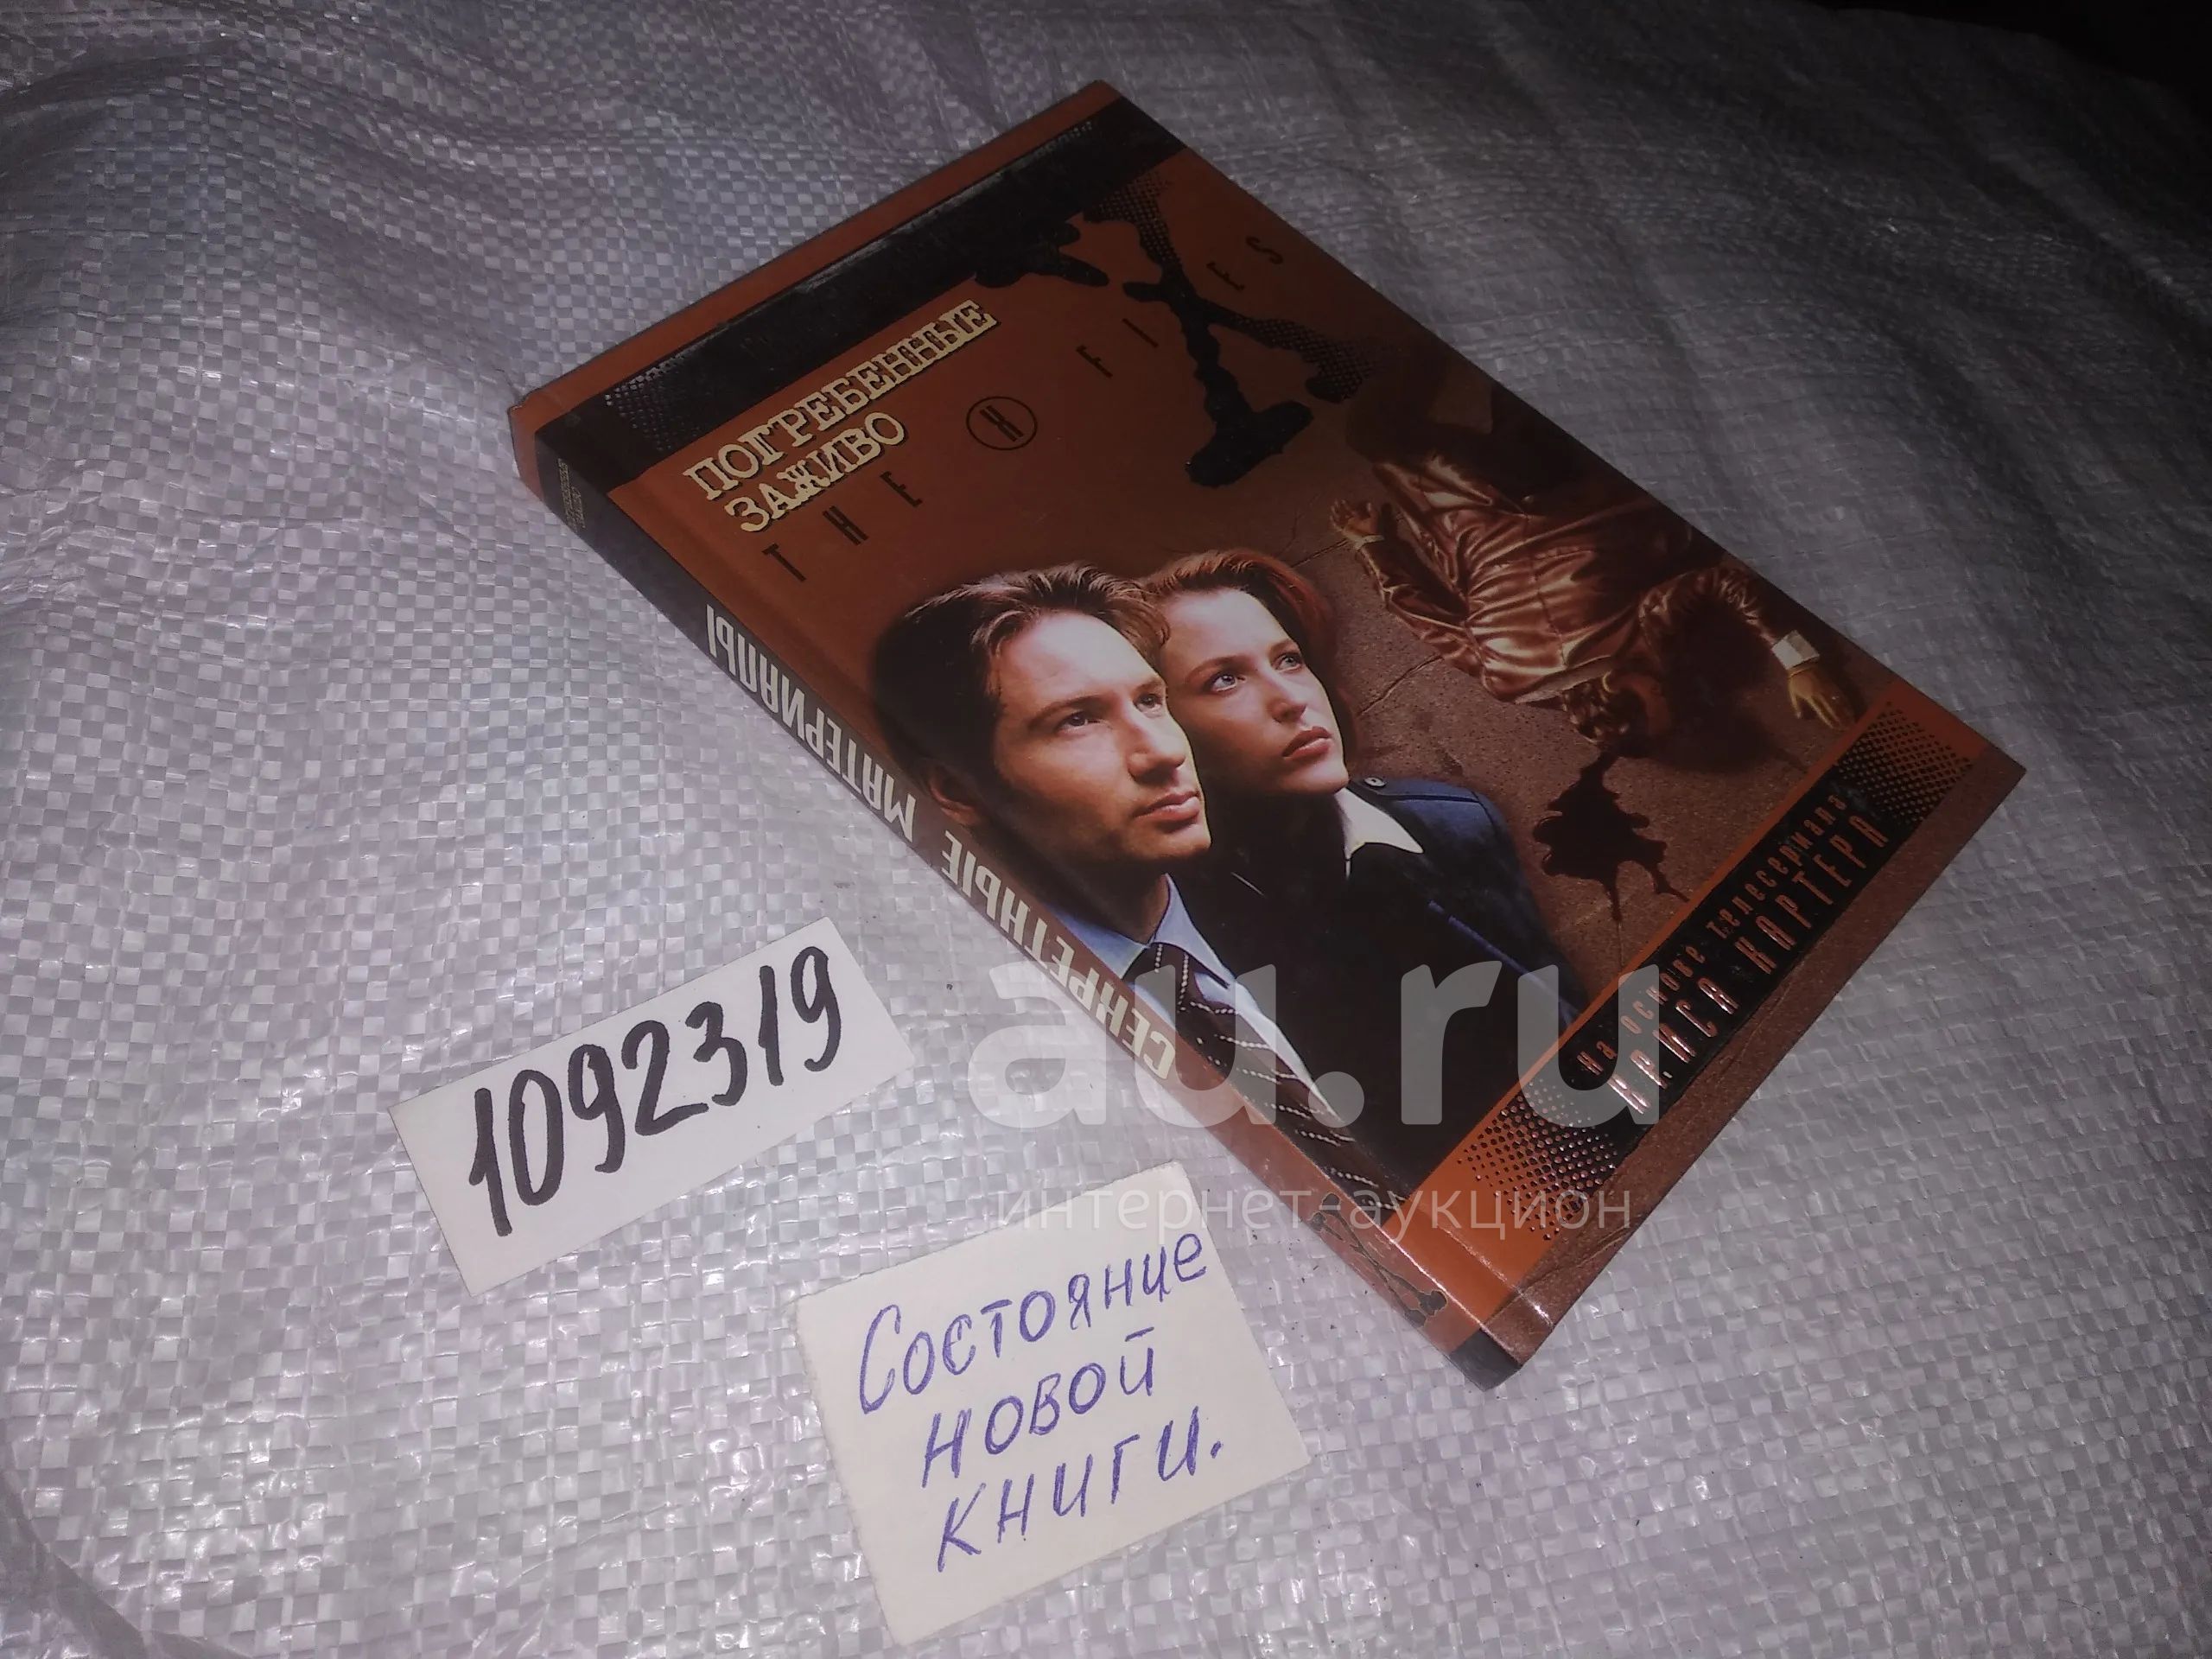 ПОГРЕБЕННЫЕ
ЗАЖИВО
THE X FILES
СЕКРЕТНЫЕ МАТЕРИАЛЫ
на основе телесериала
КРИСА КАРТЕРА
1092319
Состояние
новой
книги.
au.ru
интернет-аукцион